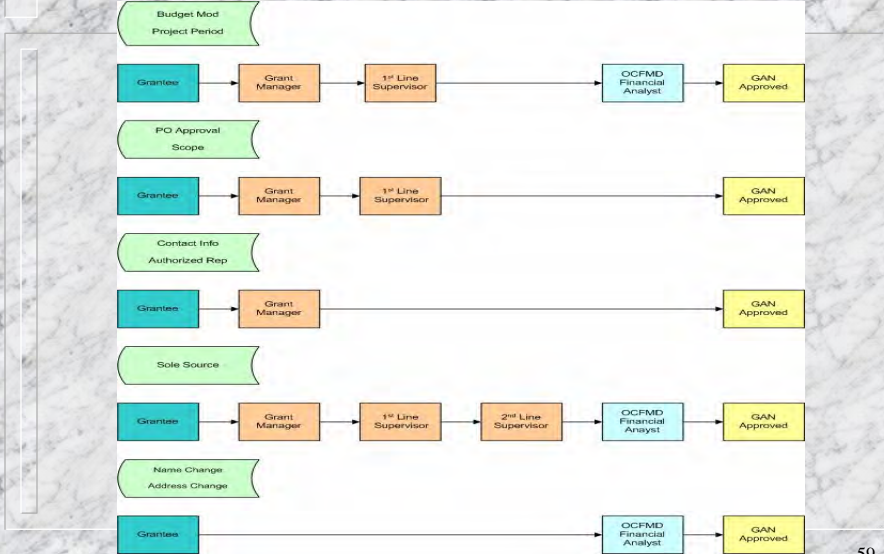 Budget Mod
Project Period
Grantee
Grant
Manager
1st Line
Supervisor
OCFMD
Financial
Analyst
GAN
Approved
PO Approval
Scope
Grantee
Grant
Manager
1st Line
Supervisor
GAN
Approved
Contact Info
Authorized Rep
Grantee
Grant
Manager
GAN
Approved
Sole Source
Grantee
Grant
Manager
1st Line
Supervisor
2nd Line
Supervisor
OCFMD
Financial
Anayst
GAN
Approved
Name Change
Address Change
Grantee
OCFMD
Financial
Analyst
GAN
Approved
59